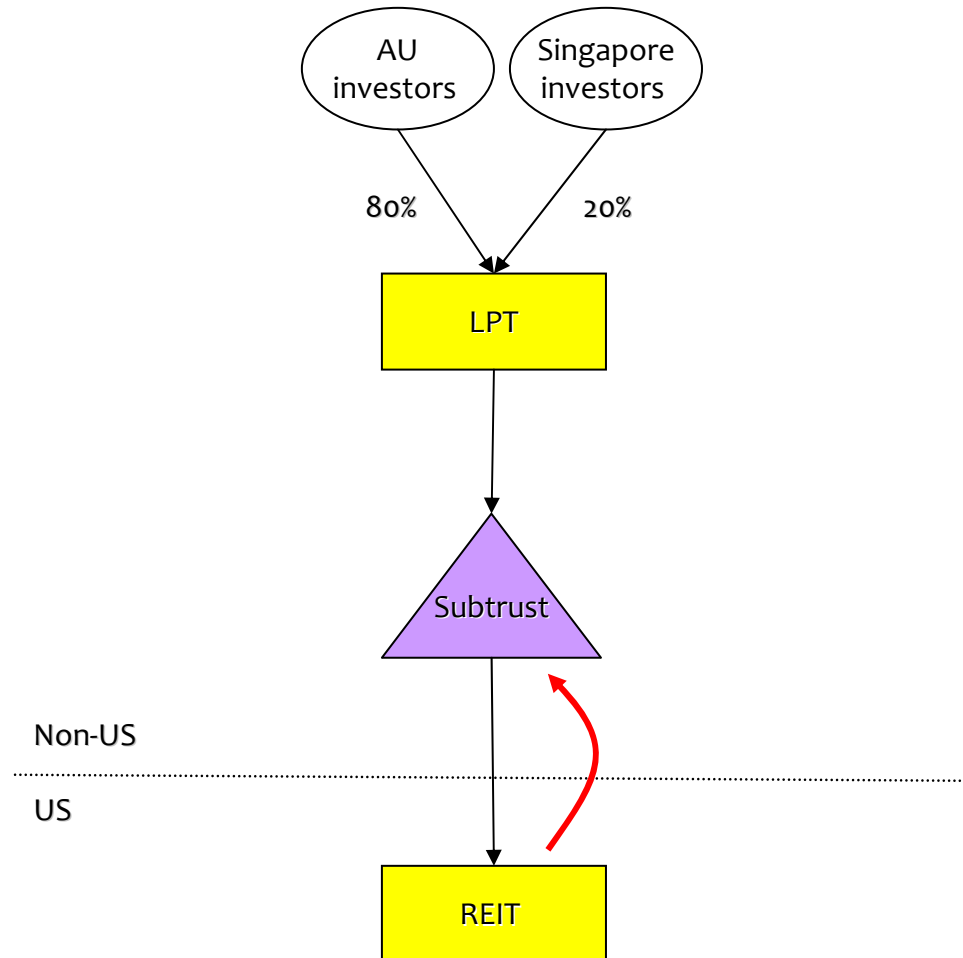 AU
investors
Singapore
investors
80%
20%
LPT
Subtrust
Non-US
US
REIT